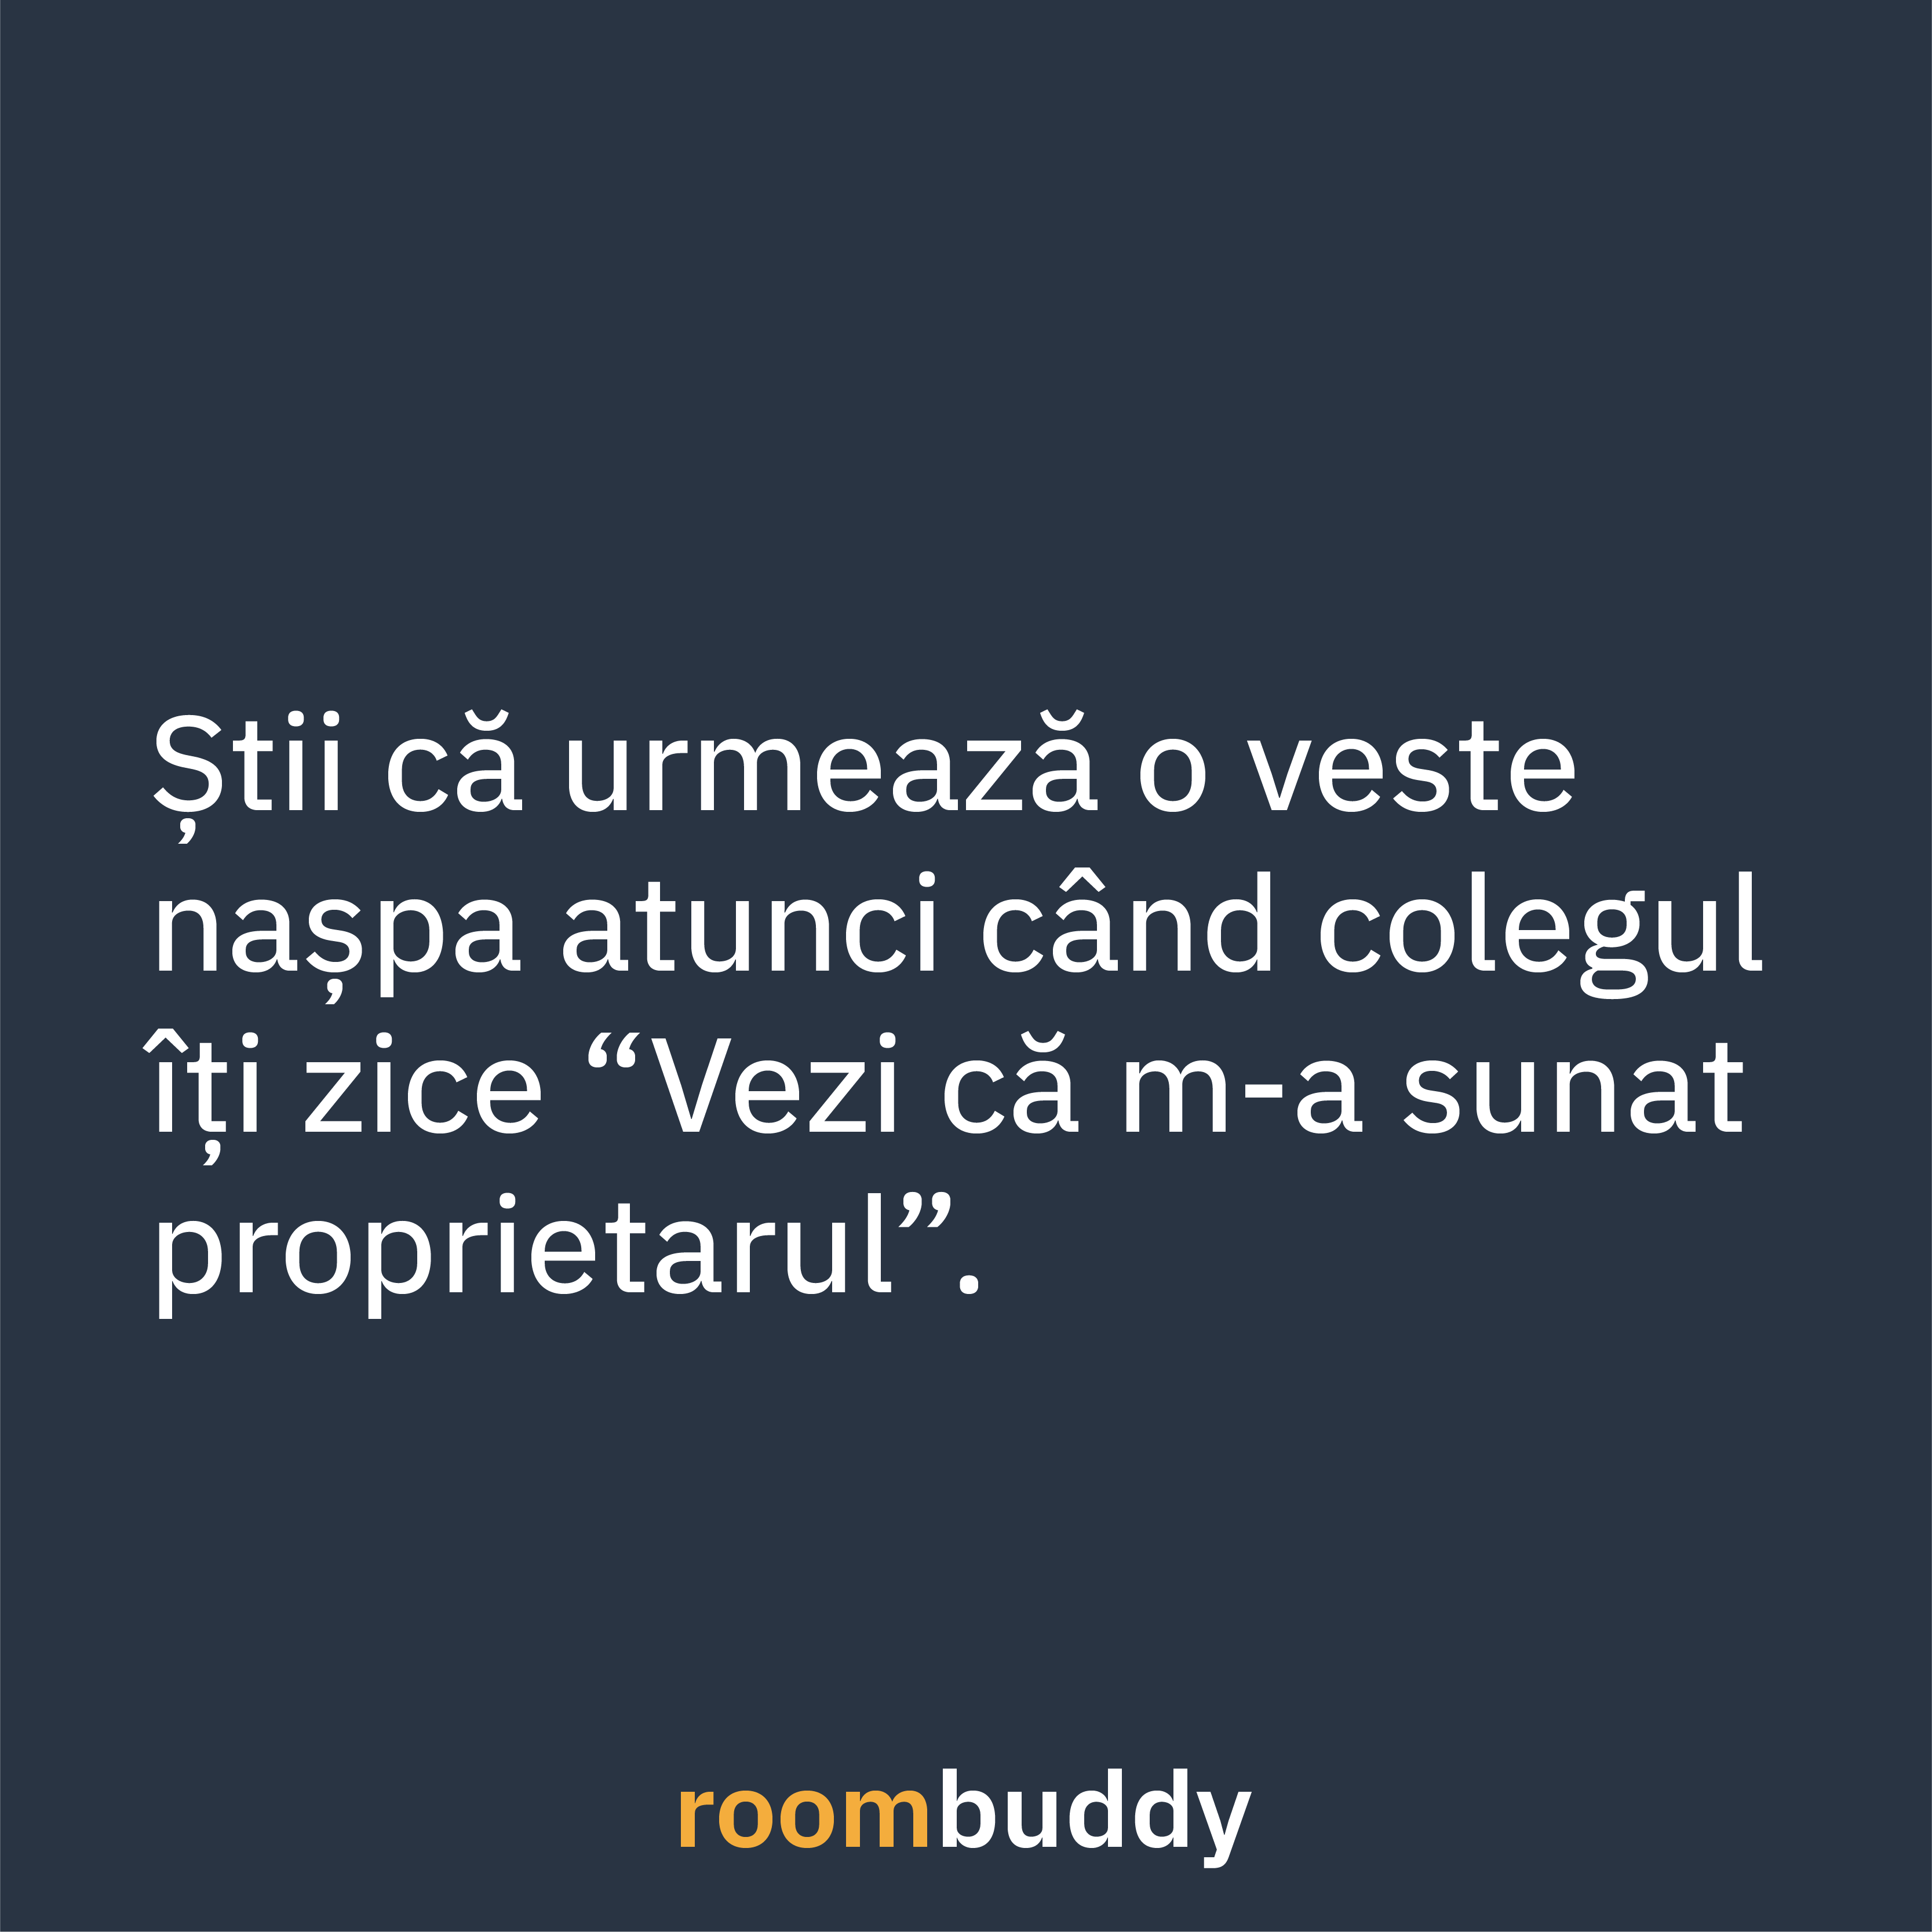 Știi că urmează o veste
nașpa atunci când colegul
îți zice “Vezi că m-a sunat
proprietarul”.
roombuddy